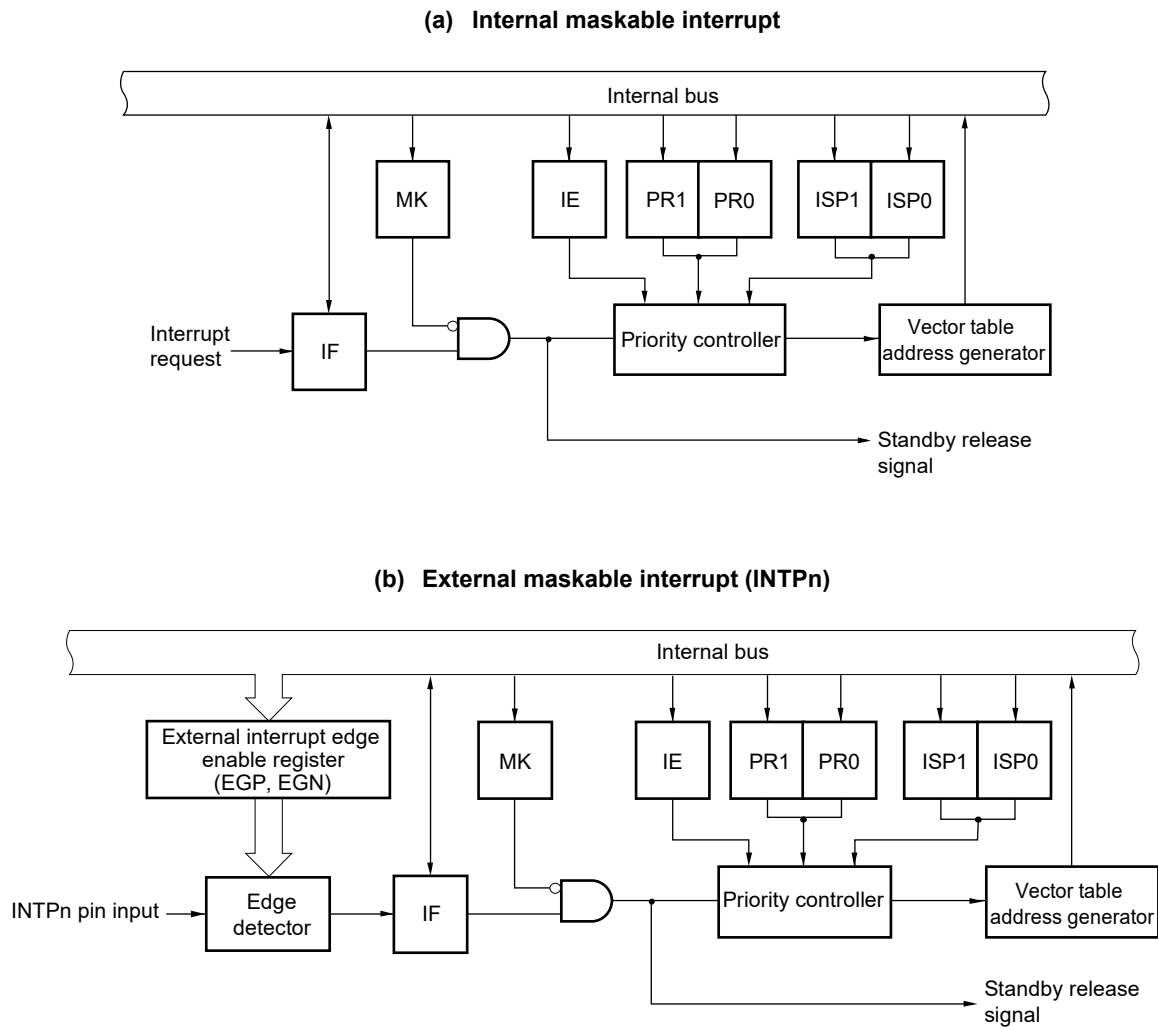 (a) Internal maskable interrupt
Internal bus
MK
IE
PR1
PR0
ISP1
ISP0
Interrupt
request
IF
Priority controller
Vector table
address generator
Standby release
signal
(b) External maskable interrupt (INTPn)
Internal bus
External interrupt edge
enable register
(EGP, EGN)
MK
IE
PR1
PR0
ISP1
ISP0
INTPn pin input
Edge
detector
IF
Priority controller
Vector table
address generator
Standby release
signal